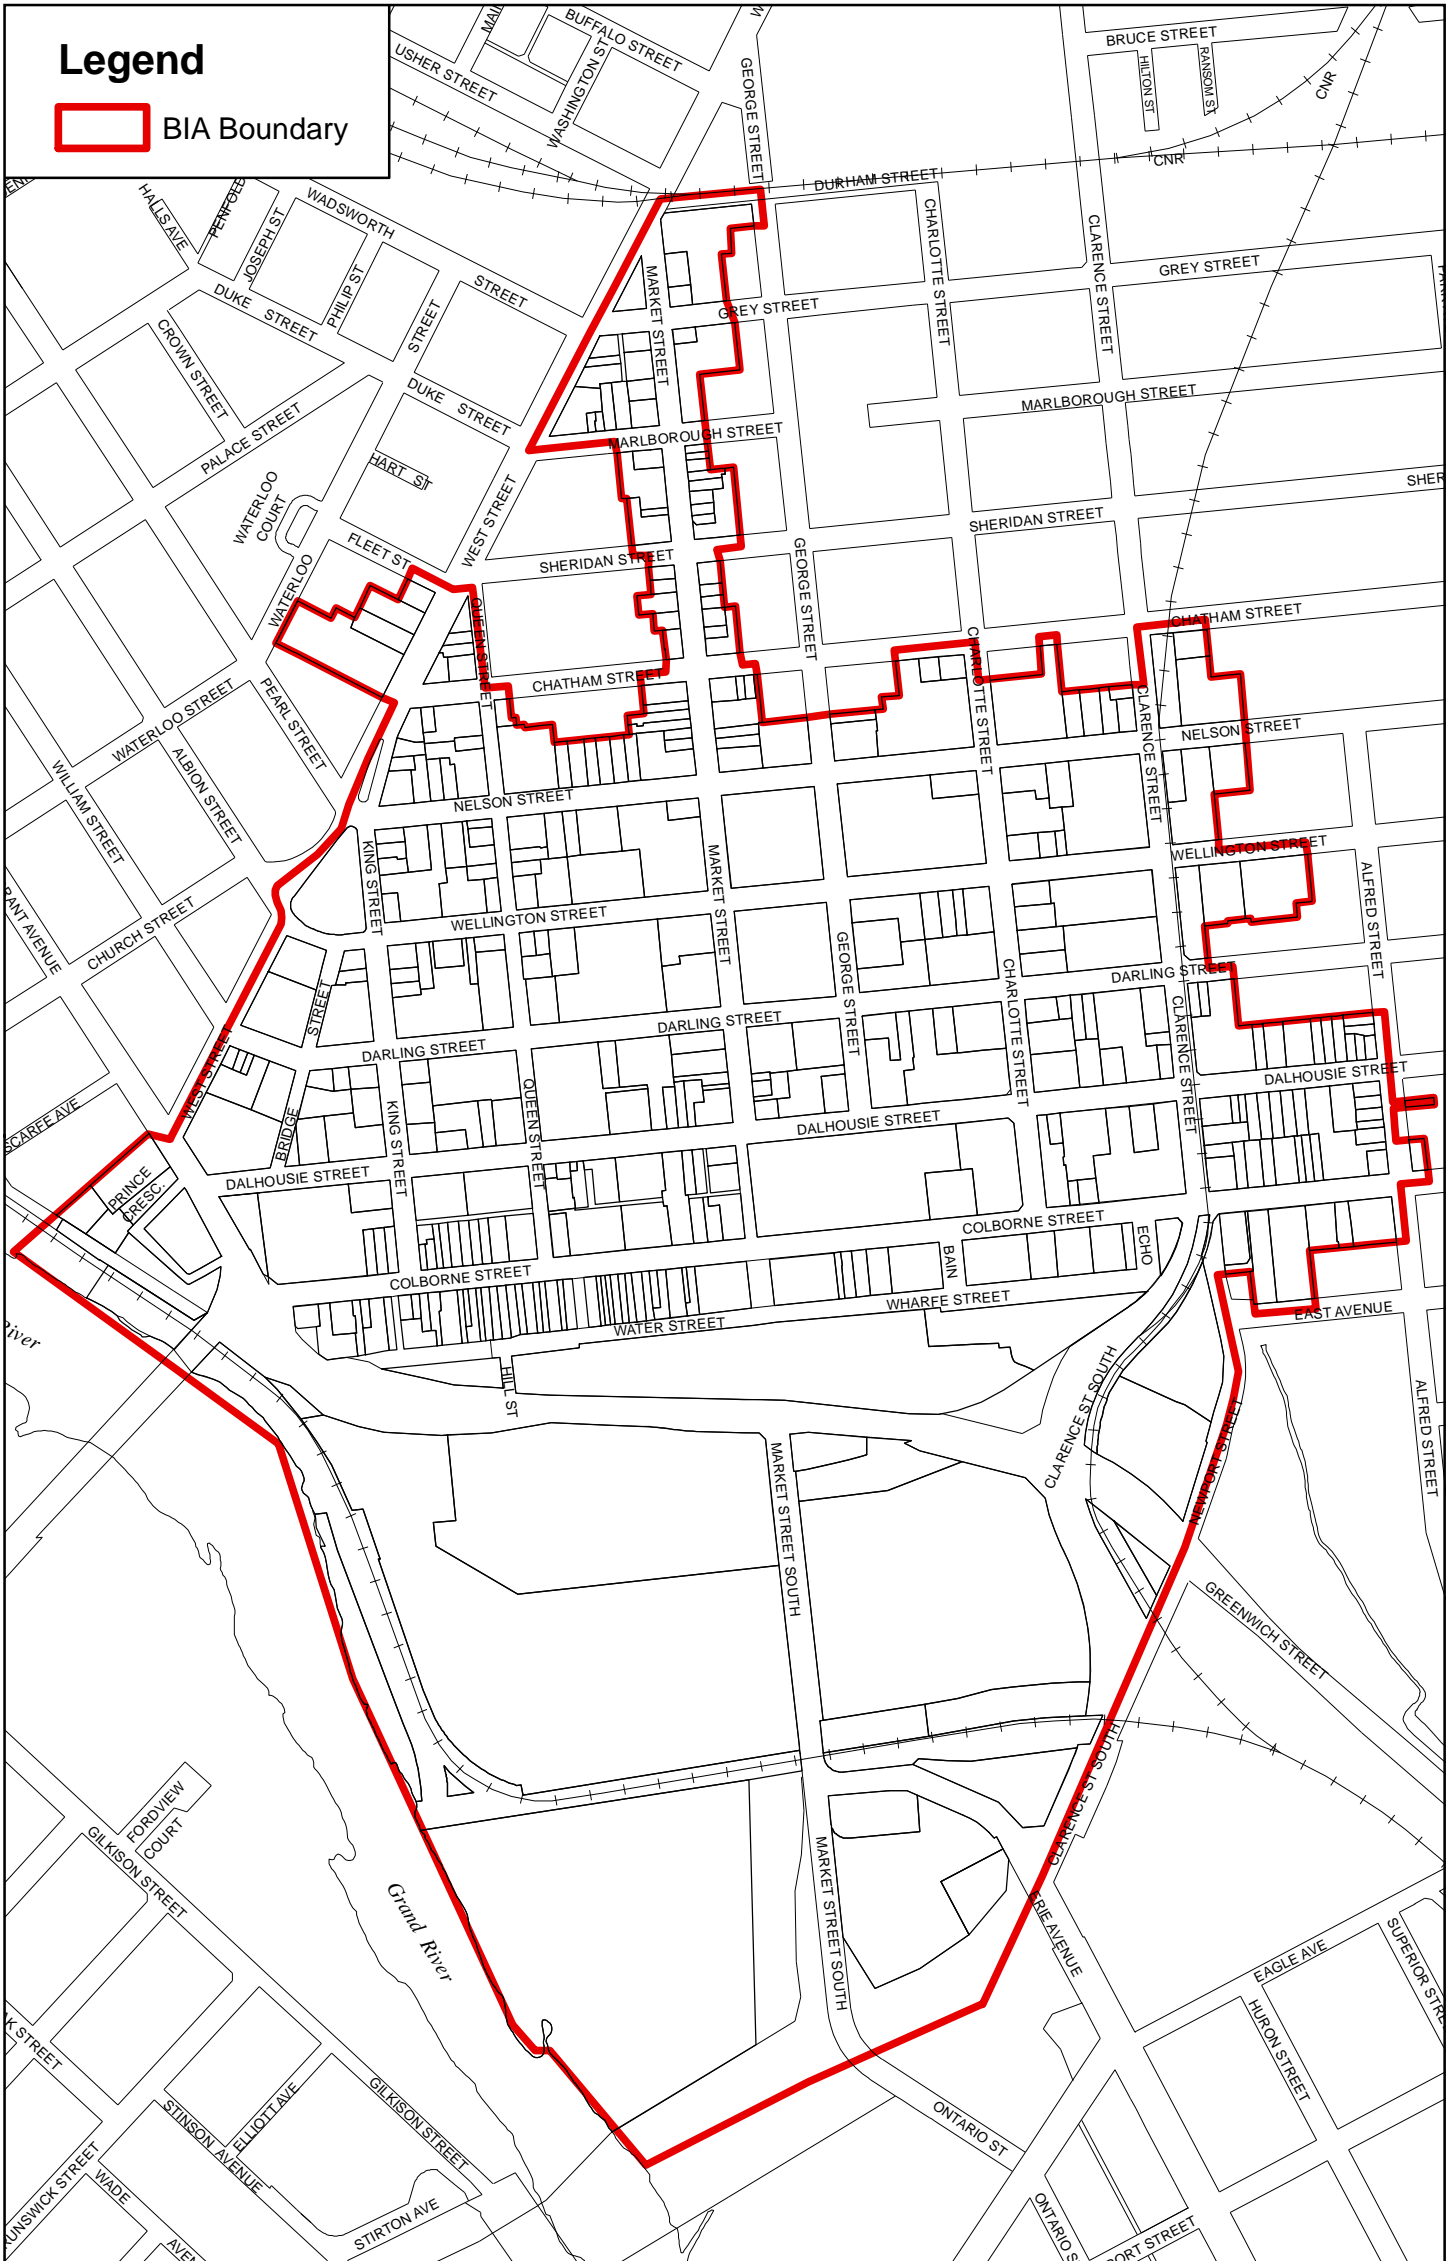 Legend
BIA Boundary
BUFFALO STREET
USHER STREET
WASHINGTON ST
GEORGE STREET
BRUCE STREET
HILTON ST
RANSOM ST
CNR
CNR
DURHAM STREET
HALLS AVE
JOSEPH ST
WADSWORTH
STREET
PHILIP ST
DUKE STREET
STREET
CROWN STREET
PALACE STREET
DUKE STREET
HART ST
WATERLOO
COURT
WEST STREET
FLEET ST
WATERLOO
MARKET STREET
GREY STREET
CHARLOTTE STREET
CLARENCE STREET
GREY STREET
MARLBOROUGH STREET
MARLBOROUGH STREET
SHERIDAN STREET
SHERIDAN STREET
GEORGE STREET
QUEEN STREET
CHATHAM STREET
CHATHAM STREET
CHARLOTTE STREET
CLARENCE STREET
NELSON STREET
NELSON STREET
WATERLOO STREET
PEARL STREET
ALBION STREET
WILLIAM STREET
CHURCH STREET
KING STREET
MARKET STREET
WELLINGTON STREET
WELLINGTON STREET
ALFRED STREET
GEORGE STREET
CHARLOTTE STREET
DARLING STREET
DARLING STREET
DARLING STREET
STREET
BRIDGE
WEST STREET
SCARFE AVE
KING STREET
QUEEN STREET
CLARENCE STREET
DALHOUSIE STREET
DALHOUSIE STREET
DALHOUSIE STREET
PRINCE
CRESC.
COLBORNE STREET
COLBORNE STREET
BAIN
ECHO
WHARFE STREET
WATER STREET
EAST AVENUE
River
HILL ST
CLARENCE ST SOUTH
NEWPORT STREET
ALFRED STREET
MARKET STREET SOUTH
GREENWICH STREET
CLARENCE ST SOUTH
FORDVIEW
COURT
GILKISON STREET
Grand River
MARKET STREET SOUTH
ERIE AVENUE
EAGLE AVE
HURON STREET
GILKISON STREET
ELLIOTT AVE
STINSON AVENUE
WADE
STIRTON AVE
ONTARIO ST